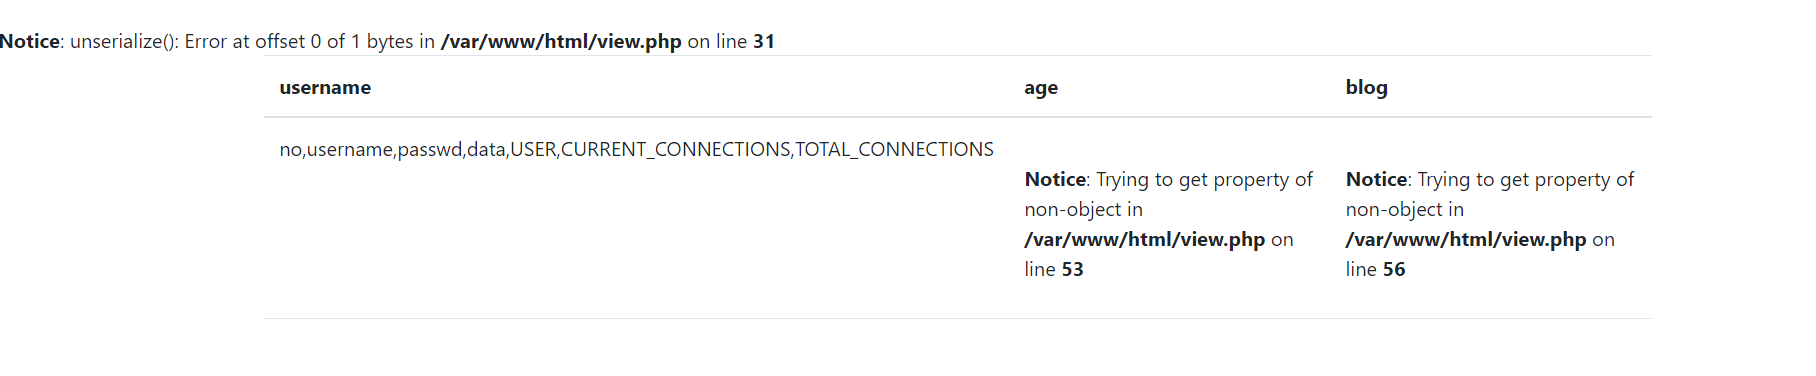 Notice: unserialize(): Error at offset 0 of 1 bytes in /var/www/html/view.php on line 31
username age blog
no,username,passwd,data,USER,CURRENT_CONNECTIONS,TOTAL_CONNECTIONS
Notice: Trying to get property of
non-object in
/var/www/html/view.php on
line 53
Notice: Trying to get property of
non-object in
/var/www/html/view.php on
line 56